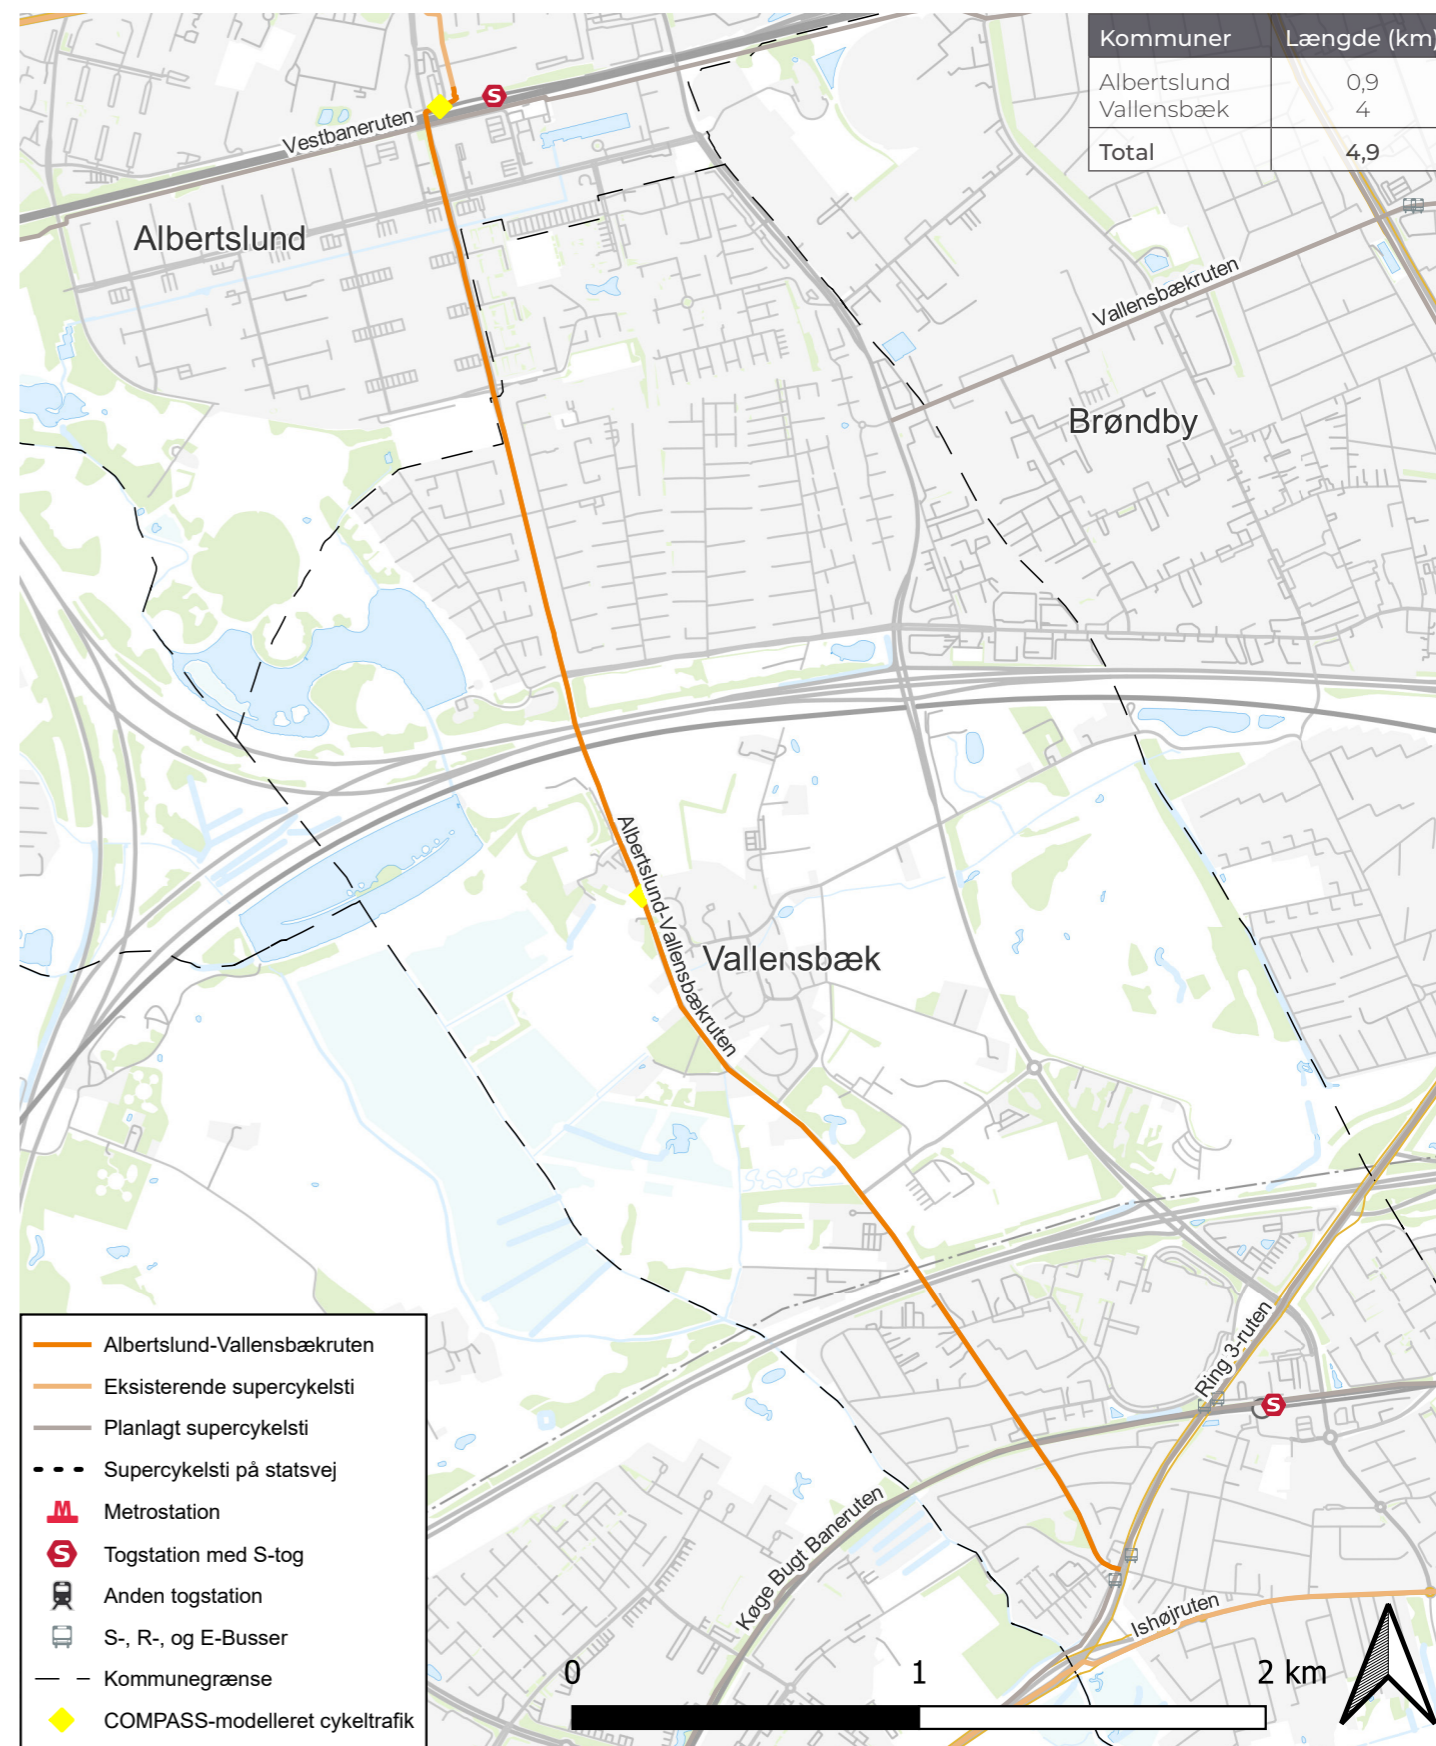 Kommuner Længde (km)
Albertslund 0,9
Vallensbæk 4
Total 4,9
S
Vestbaneruten
Albertslund
Vallensbækruten
Brøndby
Albertslund-Vallensbækruten
Vallensbæk
Ring 3-ruten
S
Køge Bugt Baneruten
Ishøjruten
Albertslund-Vallensbækruten
Eksisterende supercykelsti
Planlagt supercykelsti
Supercykelsti på statsvej
M Metrostation
S Togstation med S-tog
Anden togstation
S-, R-, og E-Busser
Kommunegrænse
COMPASS-modelleret cykeltrafik
0 1 2 km